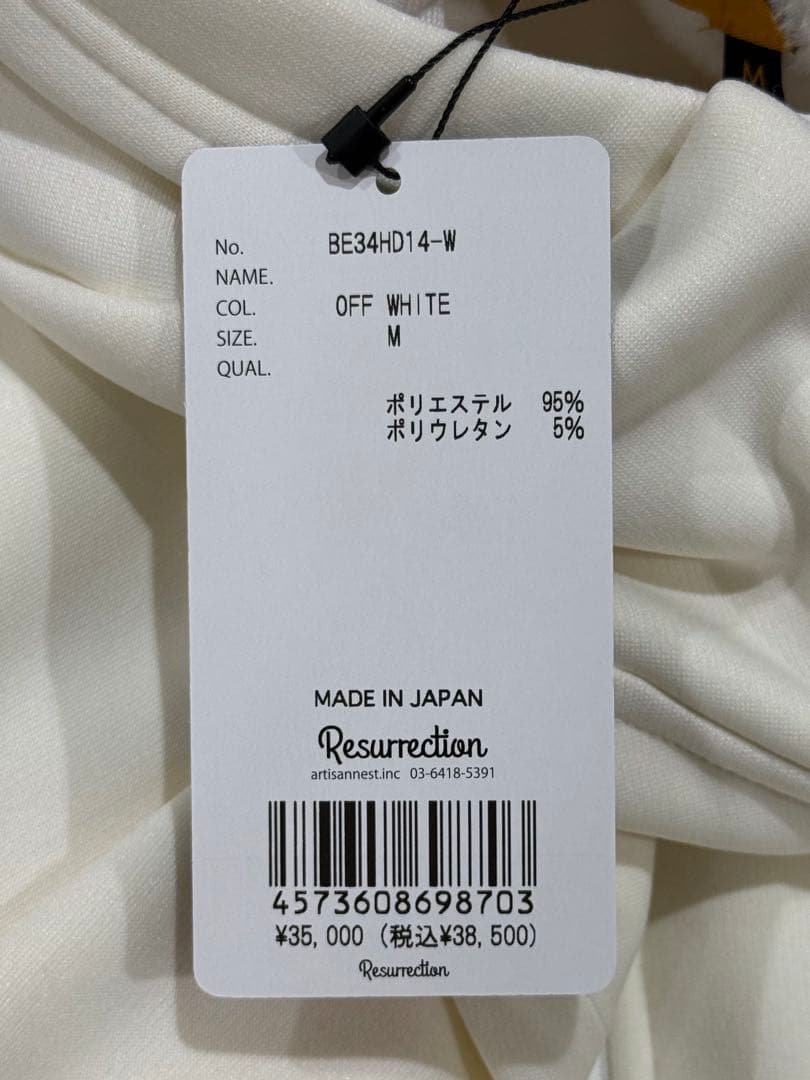 M
No. BE34HD14-W
NAME.
COL. OFF WHITE
SIZE. M
QUAL.
ポリエステル 95%
ポリウレタン 5%
MADE IN JAPAN
Resurrection
artisannest.inc 03-6418-5391
4573608698703
¥35,000 (税込¥38,500)
Resurrection